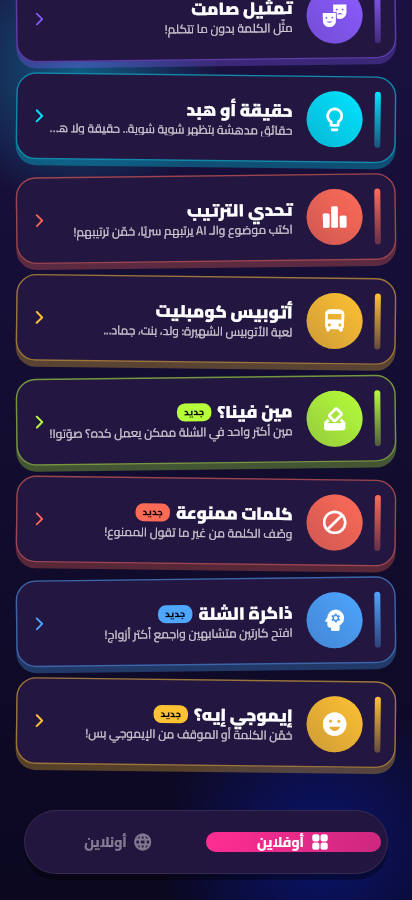 تمثيل صامت
مثّل الكلمة بدون ما تتكلم!
حقيقة أو هبد
حقائق مدهشة بتظهر شوية شوية.. حقيقة ولا هـ...
تحدي الترتيب
اكتب موضوع والـ AI يرتبهم سريًا، خمّن ترتيبهم!
أتوبيس كومبليت
لعبة الأتوبيس الشهيرة: ولد، بنت، جماد...
مين فينا؟ جديد
مين أكتر واحد في الشلة ممكن يعمل كده؟ صوّتوا!
كلمات ممنوعة جديد
وصّف الكلمة من غير ما تقول الممنوع!
ذاكرة الشلة جديد
افتح كارتين متشابهين واجمع أكتر أزواج!
إيموجي إيه؟ جديد
خمّن الكلمة أو الموقف من الإيموجي بس!
أوفلاين
أونلاين